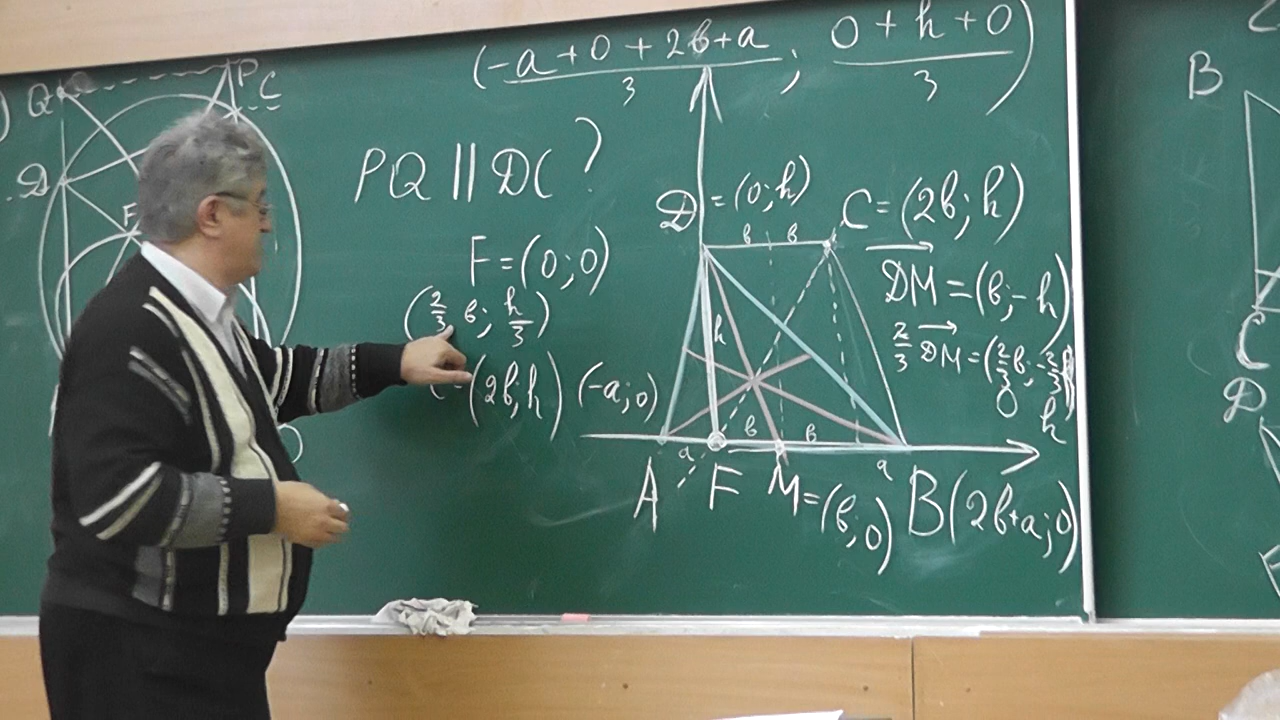 (-a + 0 + 2b + a / 3 ; 0 + h + 0 / 3)
Q P C
D
F
PQ || DC ?
F = (0; 0)
(2/3 b; h/3)
(2b; h) (-a; 0)
D = (0; h) C = (2b; h)
b b
DM = (b; -h)
2/3 DM = (2/3 b; -2/3 h)
h
b b
a a
A F M = (b; 0) B (2b+a; 0)
B
C
D